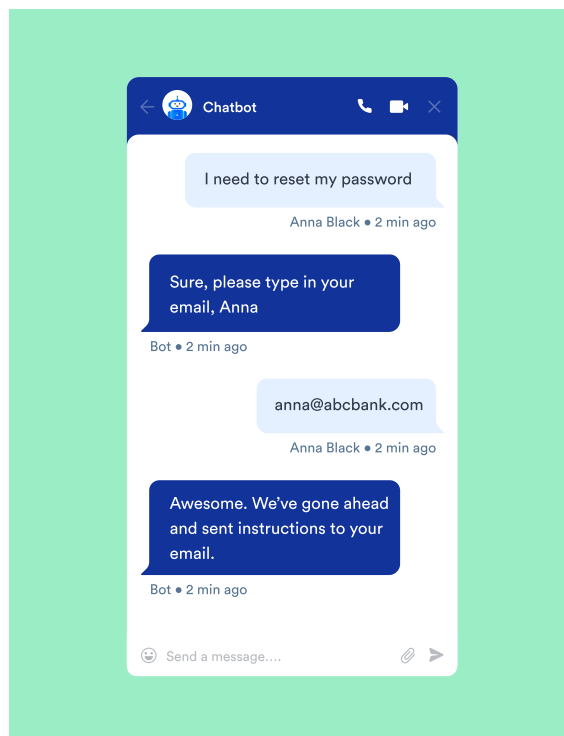 Chatbot
I need to reset my password
Anna Black • 2 min ago
Sure, please type in your
email, Anna
Bot • 2 min ago
anna@abcbank.com
Anna Black • 2 min ago
Awesome. We’ve gone ahead
and sent instructions to your
email.
Bot • 2 min ago
Send a message....